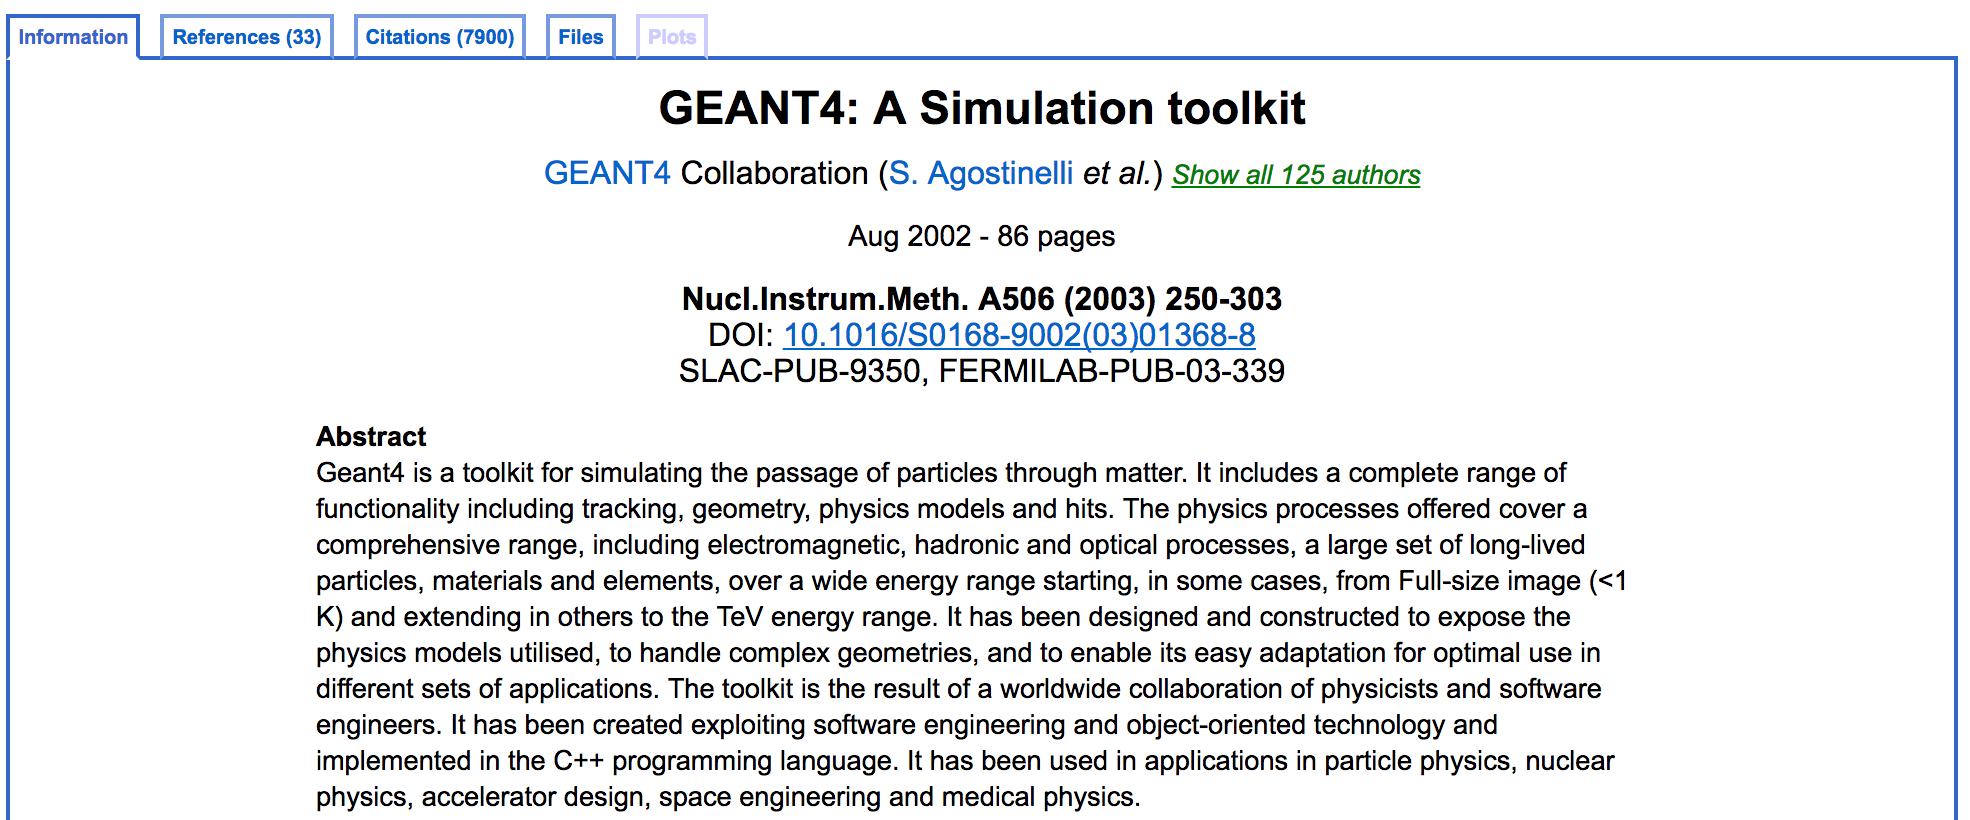 Information References (33) Citations (7900) Files Plots
GEANT4: A Simulation toolkit
GEANT4 Collaboration (S. Agostinelli et al.) Show all 125 authors
Aug 2002 - 86 pages
Nucl.Instrum.Meth. A506 (2003) 250-303
DOI: 10.1016/S0168-9002(03)01368-8
SLAC-PUB-9350, FERMILAB-PUB-03-339
Abstract
Geant4 is a toolkit for simulating the passage of particles through matter. It includes a complete range of
functionality including tracking, geometry, physics models and hits. The physics processes offered cover a
comprehensive range, including electromagnetic, hadronic and optical processes, a large set of long-lived
particles, materials and elements, over a wide energy range starting, in some cases, from Full-size image (<1
K) and extending in others to the TeV energy range. It has been designed and constructed to expose the
physics models utilised, to handle complex geometries, and to enable its easy adaptation for optimal use in
different sets of applications. The toolkit is the result of a worldwide collaboration of physicists and software
engineers. It has been created exploiting software engineering and object-oriented technology and
implemented in the C++ programming language. It has been used in applications in particle physics, nuclear
physics, accelerator design, space engineering and medical physics.